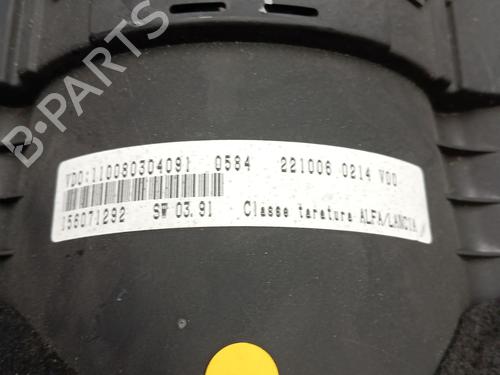 VDO:110080304091 0584 221006 0214 VDO
156071292 SW 03.91 Classe taratura ALFA/LANCIA
B-PARTS